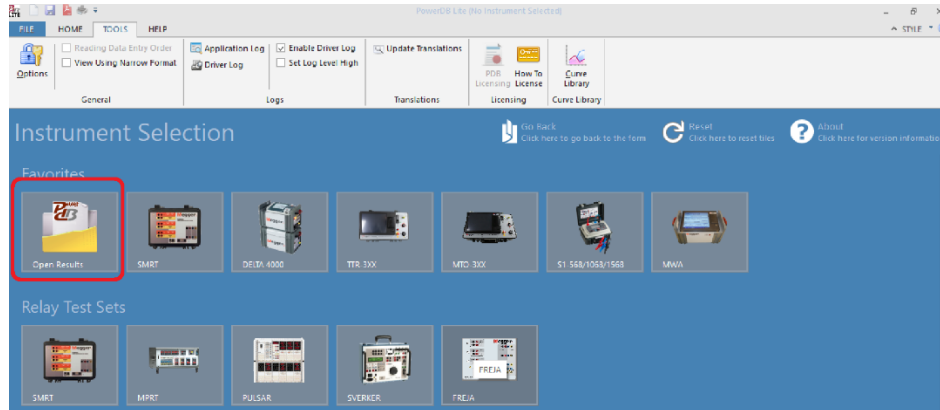 PowerDB Lite (No Instrument Selected)
FILE HOME TOOLS HELP
STYLE
Reading Data Entry Order
View Using Narrow Format
Options
General
Application Log
Driver Log
Enable Driver Log
Set Log Level High
Logs
Update Translations
Translations
PDB Licensing
How To License
Licensing
Curve Library
Curve Library
Instrument Selection
Go Back
Click here to go back to the form
Reset
Click here to reset tiles
About
Click here for version informatio
Favorites
Open Results
SMRT
DELTA 4000
TTR 3XX
MTO 3XX
S1-568/1068/1568
MWA
Relay Test Sets
SMRT
MPRT
PULSAR
SVERKER
FREJA
FREJA